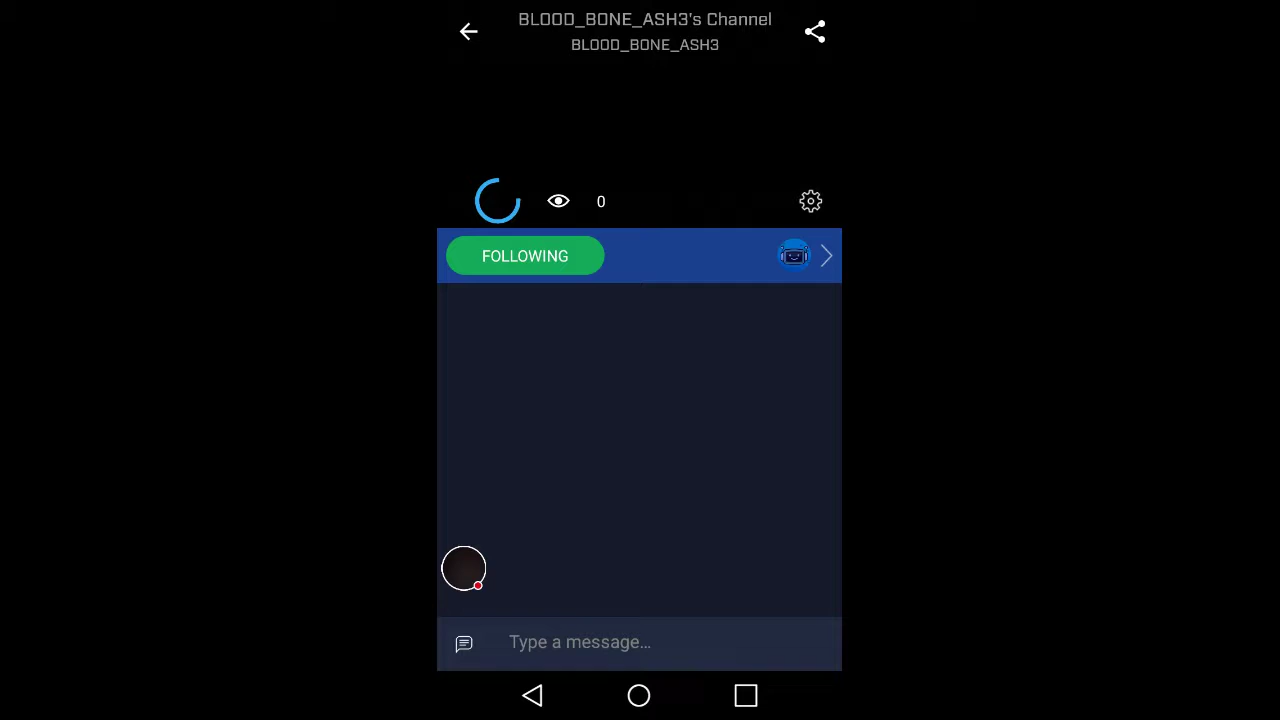 BLOOD_BONE_ASH3's Channel
BLOOD_BONE_ASH3
0
FOLLOWING
Type a message...